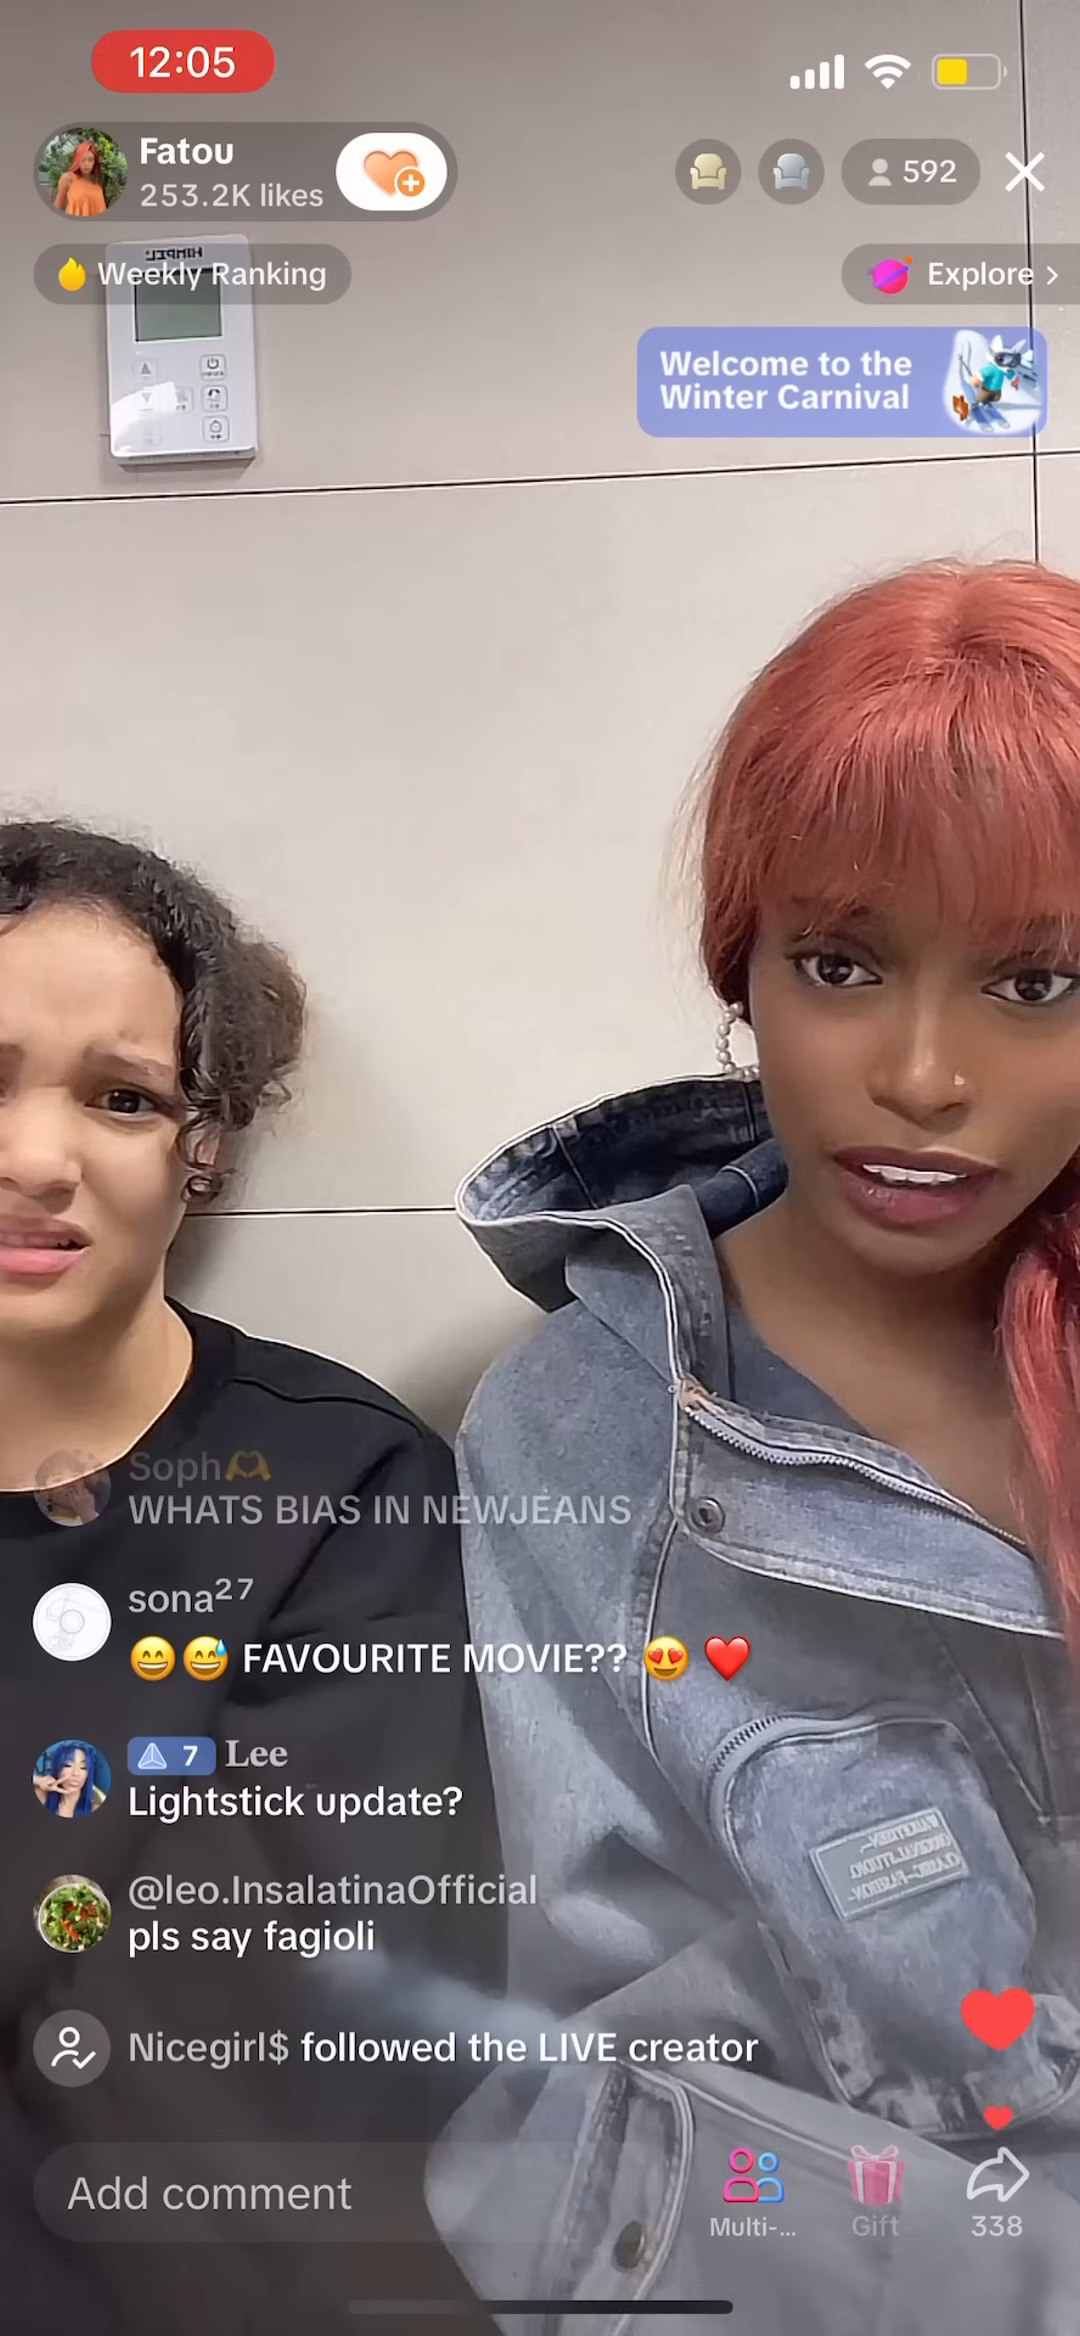 12:05
Fatou
253.2K likes
592
HIMPEL
Weekly Ranking
Explore >
Welcome to the
Winter Carnival
Soph🫶
WHATS BIAS IN NEWJEANS
sona²⁷
😄😅 FAVOURITE MOVIE?? 😍 ❤️
7 Lee
Lightstick update?
@leo.InsalatinaOfficial
pls say fagioli
Nicegirl$ followed the LIVE creator
Add comment
Multi-...
Gift
338